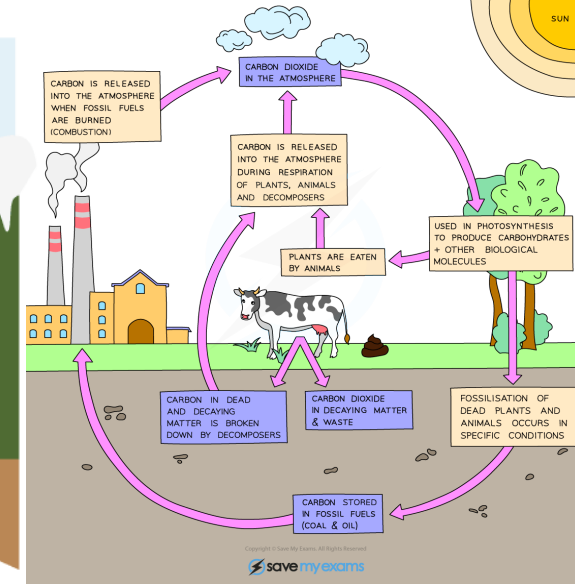 SUN
CARBON DIOXIDE
IN THE ATMOSPHERE
CARBON IS RELEASED
INTO THE ATMOSPHERE
WHEN FOSSIL FUELS
ARE BURNED
(COMBUSTION)
CARBON IS RELEASED
INTO THE ATMOSPHERE
DURING RESPIRATION
OF PLANTS, ANIMALS
AND DECOMPOSERS
USED IN PHOTOSYNTHESIS
TO PRODUCE CARBOHYDRATES
+ OTHER BIOLOGICAL
MOLECULES
PLANTS ARE EATEN
BY ANIMALS
CARBON IN DEAD
AND DECAYING
MATTER IS BROKEN
DOWN BY DECOMPOSERS
CARBON DIOXIDE
IN DECAYING MATTER
& WASTE
FOSSILISATION OF
DEAD PLANTS AND
ANIMALS OCCURS IN
SPECIFIC CONDITIONS
CARBON STORED
IN FOSSIL FUELS
(COAL & OIL)
Copyright © Save My Exams. All Rights Reserved
save my exams